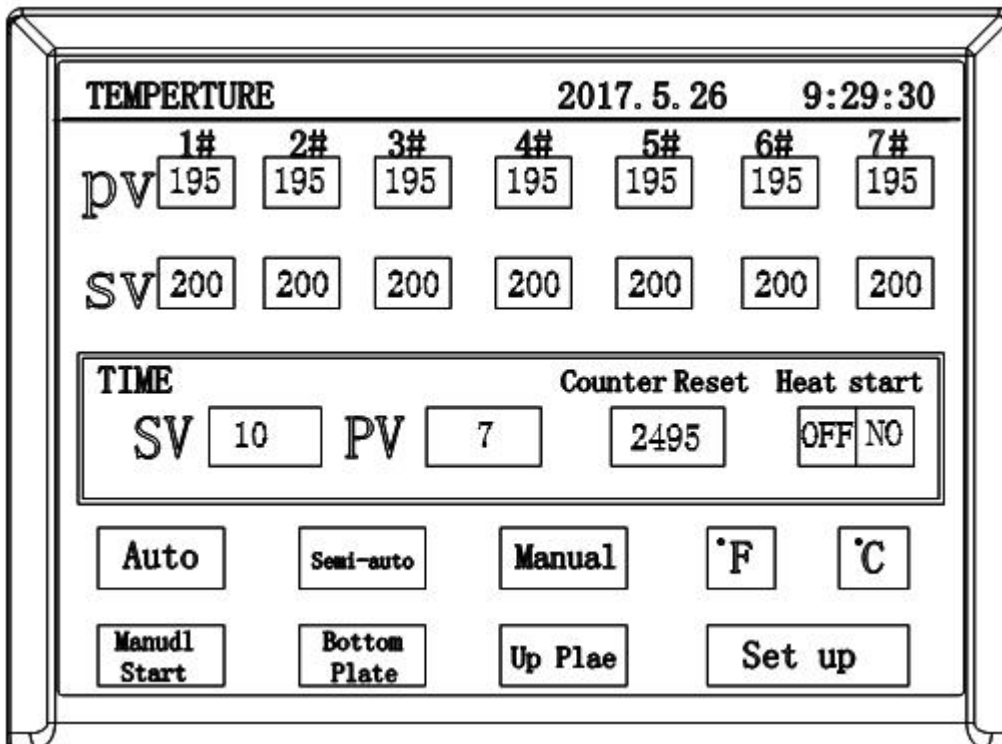 TEMPERTURE 2017.5.26 9:29:30
1# 2# 3# 4# 5# 6# 7#
pv 195 195 195 195 195 195 195
sv 200 200 200 200 200 200 200
TIME Counter Reset Heat start
SV 10 PV 7 2495 OFF NO
Auto Semi-auto Manual °F °C
Manudl Start Bottom Plate Up Plae Set up